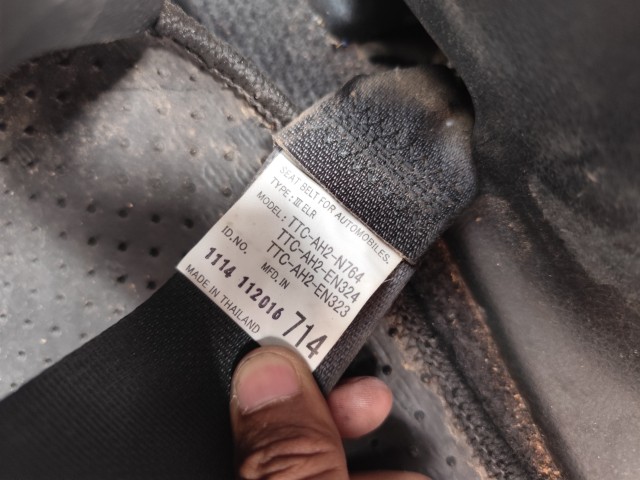 SEAT BELT FOR AUTOMOBILES.
TYPE : III ELR
MODEL : TTC-AH2-N764
TTC-AH2-EN324
TTC-AH2-EN323
ID.NO. MFD. IN
1114 112016 714
MADE IN THAILAND